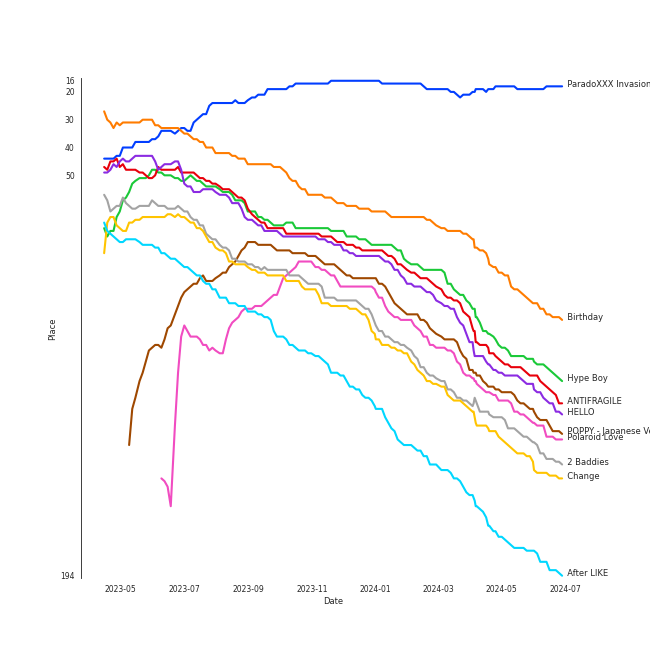 16
20
30
40
50
194
Place
2023-05
2023-07
2023-09
2023-11
2024-01
2024-03
2024-05
2024-07
Date
ParadoXXX Invasion
Birthday
Hype Boy
ANTIFRAGILE
HELLO
POPPY - Japanese Ve
Polaroid Love
2 Baddies
Change
After LIKE